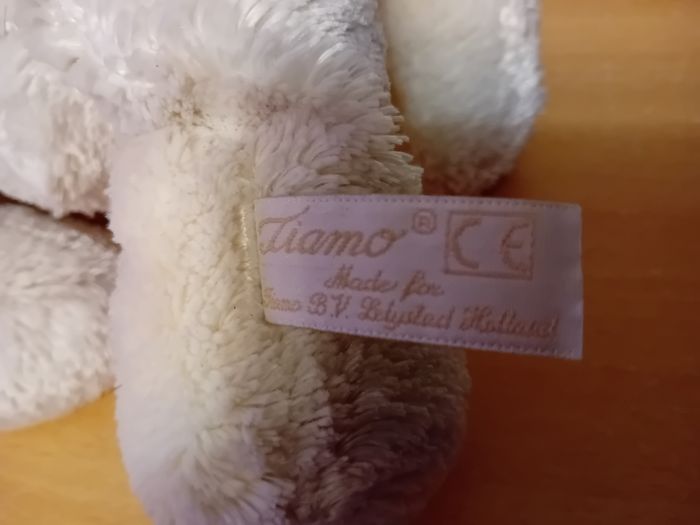 Tiamo® CE
Made for
Tiamo B.V. Lelystad Holland